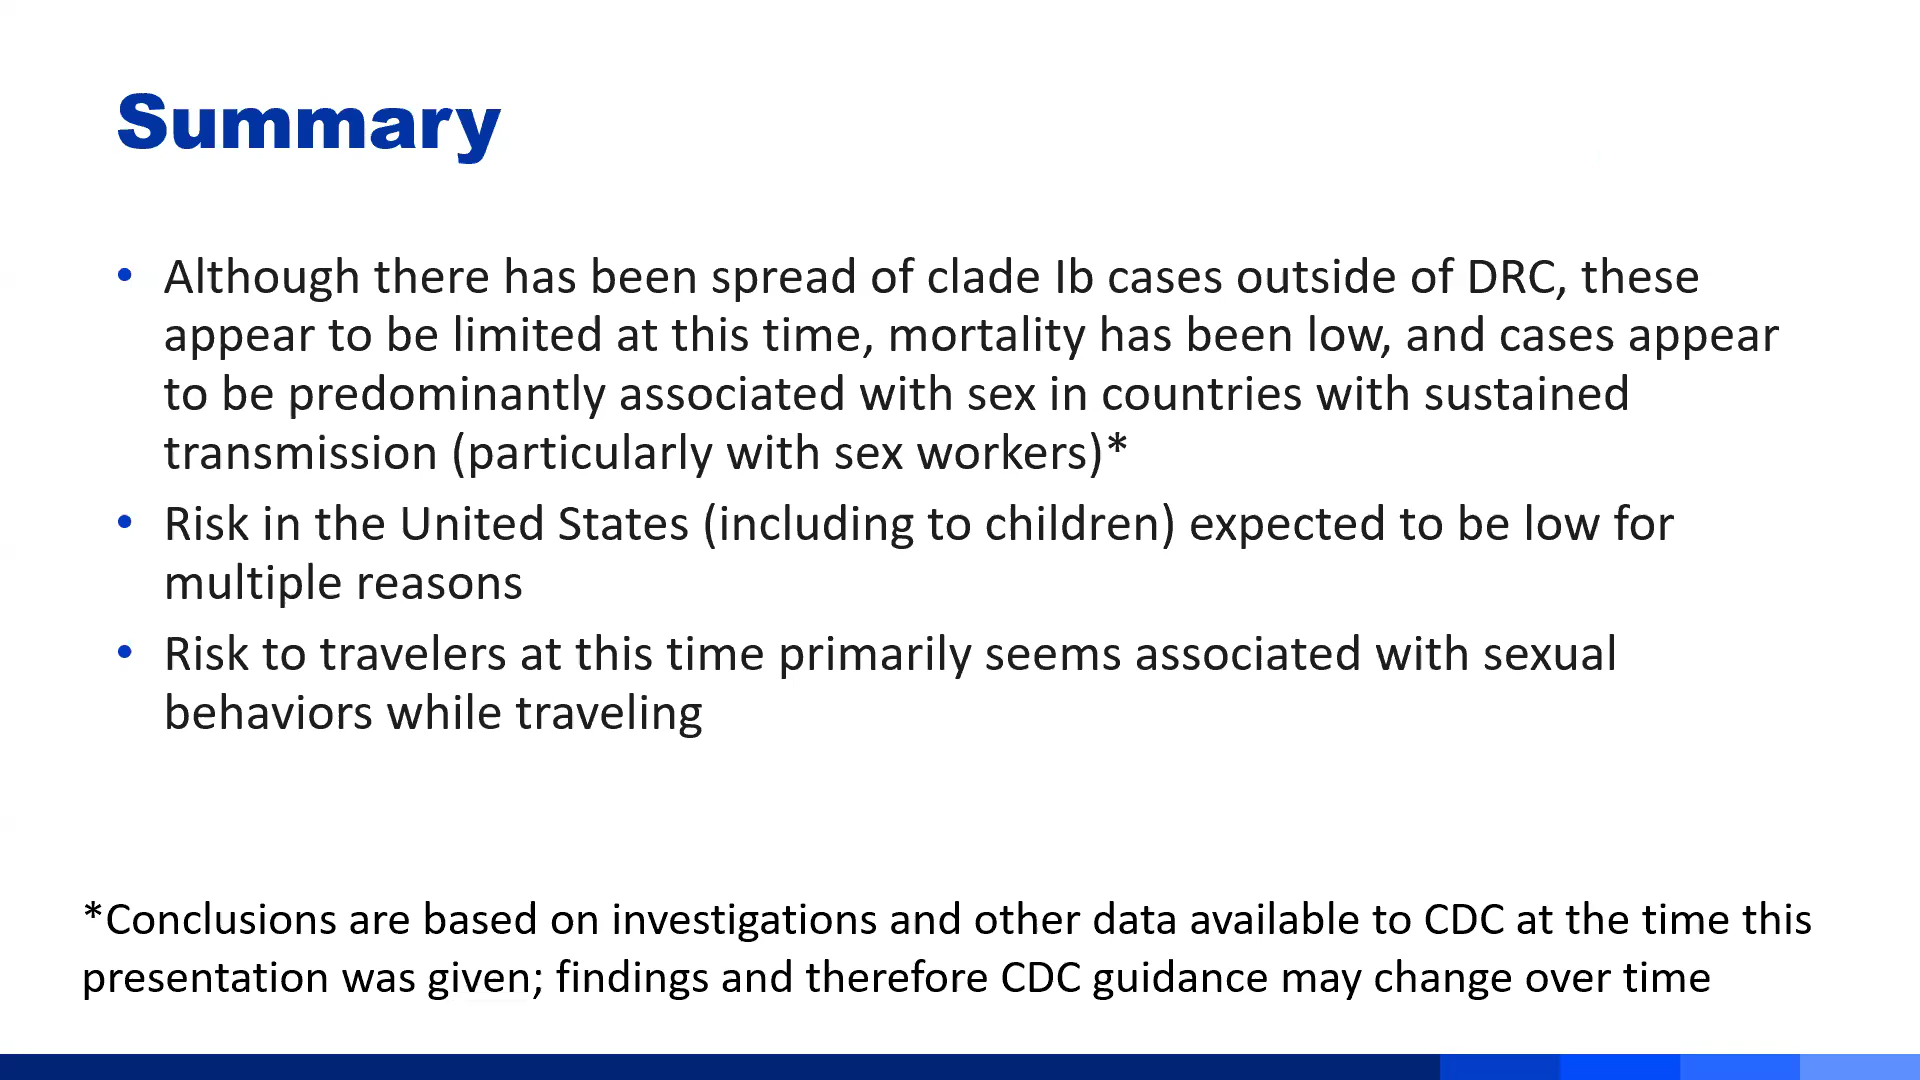 Summary
• Although there has been spread of clade Ib cases outside of DRC, these
appear to be limited at this time, mortality has been low, and cases appear
to be predominantly associated with sex in countries with sustained
transmission (particularly with sex workers)*
• Risk in the United States (including to children) expected to be low for
multiple reasons
• Risk to travelers at this time primarily seems associated with sexual
behaviors while traveling
*Conclusions are based on investigations and other data available to CDC at the time this
presentation was given; findings and therefore CDC guidance may change over time